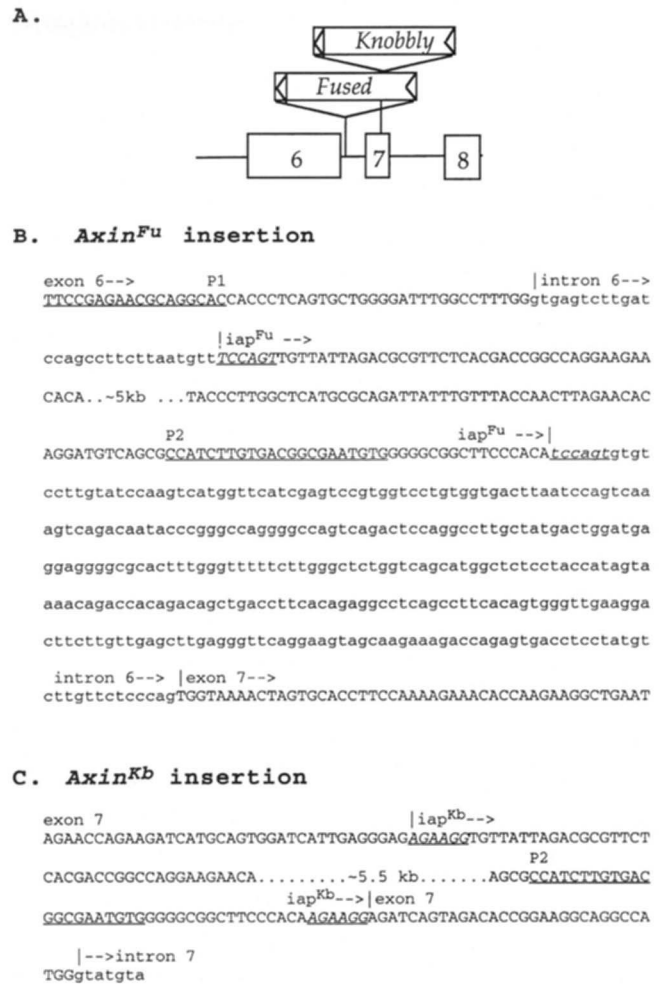 A.
Knobbly
Fused
6 7 8
B. AxinFu insertion
exon 6--> P1 |intron 6-->
TTCCGAGAACGCAGGCACCACCCTCAGTGCTGGGGATTTGGCCTTTGGgtgagtcttgat
|iapFu -->
ccagccttcttaatgttTCCAGTTGTTATTAGACGCGTTCTCACGACCGGCCAGGAAGAA
CACA..~5kb ...TACCCTTGGCTCATGCGCAGATTATTTGTTTACCAACTTAGAACAC
P2 iapFu -->|
AGGATGTCAGCGCCATCTTGTGACGGCGAATGTGGGGGCGGCTTCCCACAtccagtgtgt
ccttgtatccaagtcatggttcatcgagtccgtggtcctgtggtgacttaatccagtcaa
agtcagacaatacccgggccaggggccagtcagactccaggccttgctatgactggatga
ggaggggcgcactttgggtttttcttgggctctggtcagcatggctctcctaccatagta
aaacagaccacagacagctgaccttcacagaggcctcagccttcacagtgggttgaagga
cttcttgttgagcttgagggttcaggaagtagcaagaaagaccagagtgacctcctatgt
intron 6--> |exon 7-->
cttgttctcccagTGGTAAAACTAGTGCACCTTCCAAAAGAAACACCAAGAAGGCTGAAT
C. AxinKb insertion
exon 7 |iapKb-->
AGAACCAGAAGATCATGCAGTGGATCATTGAGGGAGAGAAGGTGTTATTAGACGCGTTCT
P2
CACGACCGGCCAGGAAGAACA.........~5.5 kb.......AGCGCCATCTTGTGAC
iapKb-->|exon 7
GGCGAATGTGGGGGCGGCTTCCCACAAGAAGGAGATCAGTAGACACCGGAAGGCAGGCCA
|-->intron 7
TGGgtatgta